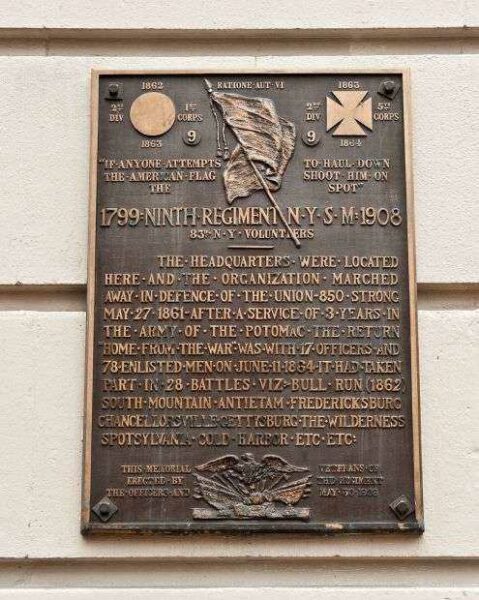 1862 RATIONE·AUT·VI 1863
2ND DIV 1ST CORPS 2ND DIV 5TH CORPS
9 9
1863 1864
"IF·ANYONE·ATTEMPTS TO·HAUL·DOWN
THE·AMERICAN·FLAG SHOOT·HIM·ON
THE SPOT"
1799·NINTH·REGIMENT·N·Y·S·M·1908
83RD·N·Y·VOLUNTEERS
THE·HEADQUARTERS·WERE·LOCATED
HERE·AND·THE·ORGANIZATION·MARCHED
AWAY·IN·DEFENCE·OF·THE·UNION·850·STRONG
MAY·27·1861·AFTER·A·SERVICE·OF·3·YEARS·IN
THE·ARMY·OF·THE·POTOMAC·THE·RETURN
"HOME·FROM·THE·WAR"·WAS·WITH·17·OFFICERS·AND
78·ENLISTED·MEN·ON·JUNE·11·1864·IT·HAD·TAKEN
PART·IN·28·BATTLES·VIZ:·BULL·RUN·(1862)
SOUTH·MOUNTAIN·ANTIETAM·FREDERICKSBURG
CHANCELLORSVILLE·GETTYSBURG·THE·WILDERNESS
SPOTSYLVANIA·COLD·HARBOR·ETC·ETC·
THIS·MEMORIAL VETERANS·OF
ERECTED·BY THE·REGIMENT
THE·OFFICERS·AND MAY·30·1908